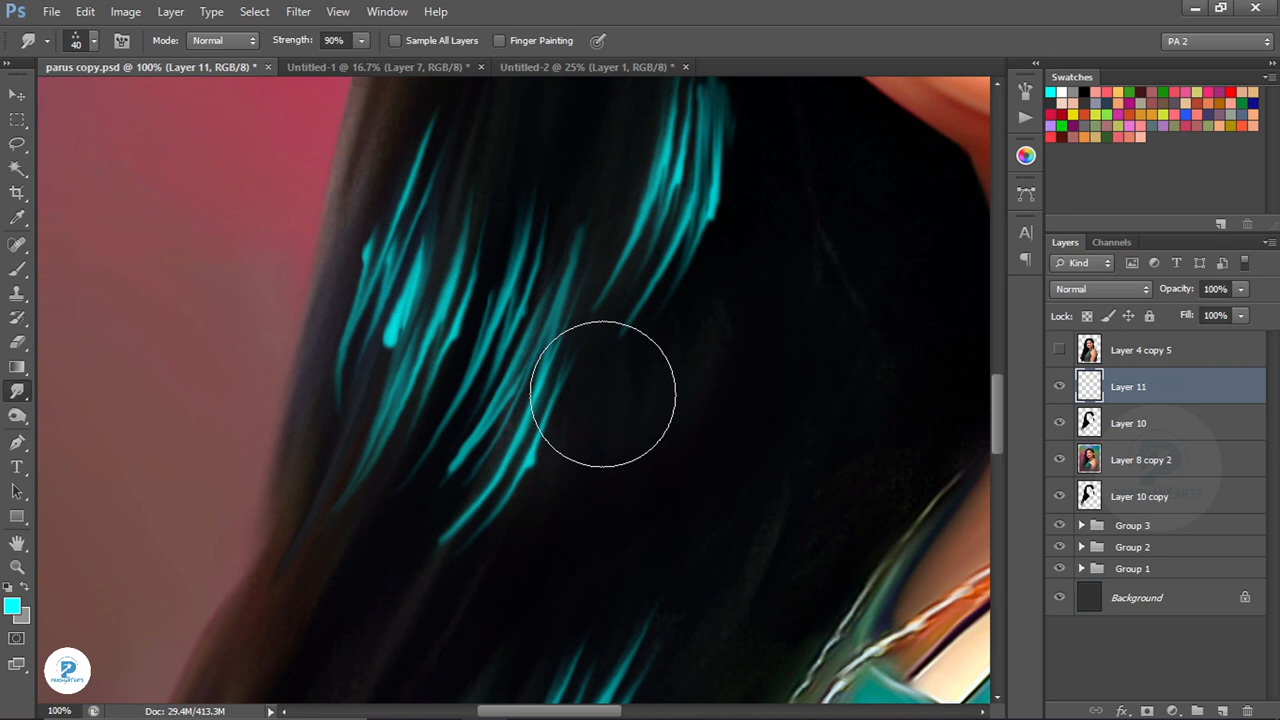 Ps File Edit Image Layer Type Select Filter View Window Help
40 Mode: Normal Strength: 90% Sample All Layers Finger Painting PA 2
parus copy.psd @ 100% (Layer 11, RGB/8) * × Untitled-1 @ 16.7% (Layer 7, RGB/8) * × Untitled-2 @ 25% (Layer 1, RGB/8) * ×
Swatches
Layers Channels
Kind
Normal Opacity: 100%
Lock: Fill: 100%
Layer 4 copy 5
Layer 11
Layer 10
Layer 8 copy 2
Layer 10 copy
Group 3
Group 2
Group 1
Background
100% Doc: 29.4M/413.3M